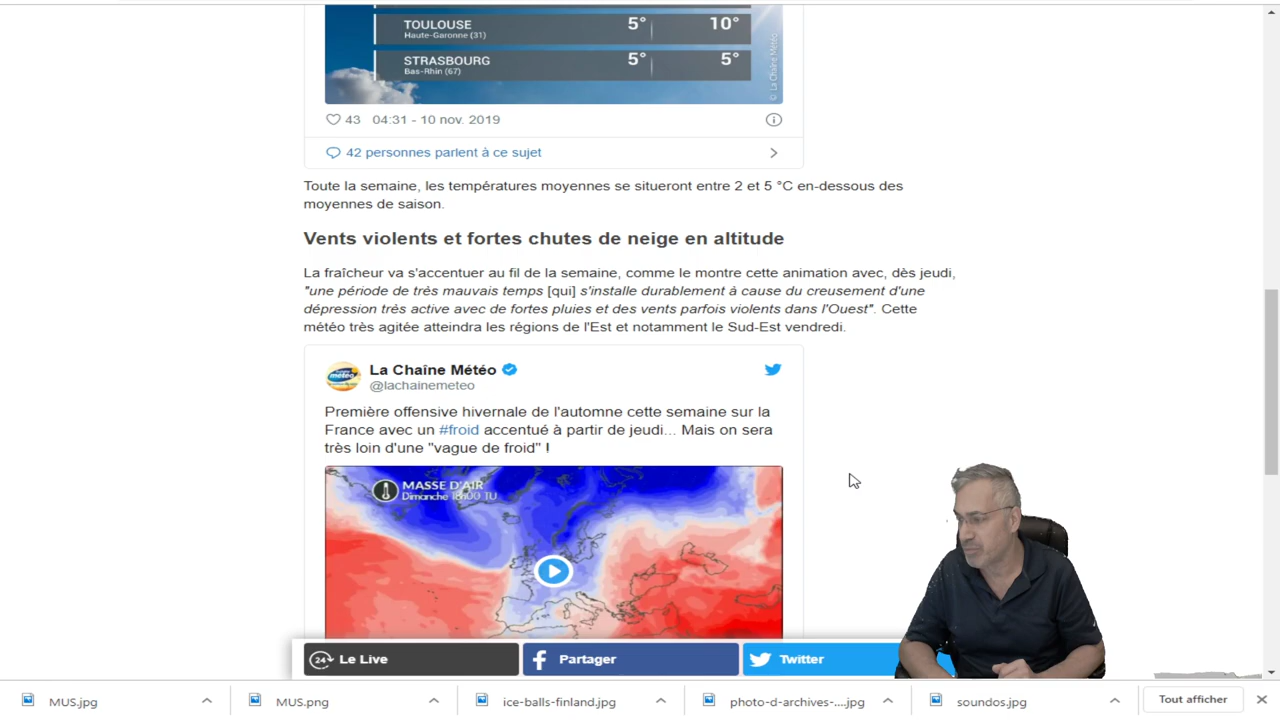 TOULOUSE 5° 10°
Haute-Garonne (31)
STRASBOURG 5° 5°
Bas-Rhin (67)
© La Chaîne Météo
43 04:31 - 10 nov. 2019
42 personnes parlent à ce sujet
Toute la semaine, les températures moyennes se situeront entre 2 et 5 °C en-dessous des
moyennes de saison.
Vents violents et fortes chutes de neige en altitude
La fraîcheur va s'accentuer au fil de la semaine, comme le montre cette animation avec, dès jeudi,
"une période de très mauvais temps [qui] s'installe durablement à cause du creusement d'une
dépression très active avec de fortes pluies et des vents parfois violents dans l'Ouest". Cette
météo très agitée atteindra les régions de l'Est et notamment le Sud-Est vendredi.
La Chaîne Météo
@lachainemeteo
Première offensive hivernale de l'automne cette semaine sur la
France avec un #froid accentué à partir de jeudi... Mais on sera
très loin d'une "vague de froid" !
MASSE D'AIR
Dimanche 18h00 TU
24 Le Live
Partager
Twitter
MUS.jpg
MUS.png
ice-balls-finland.jpg
photo-d-archives-....jpg
soundos.jpg
Tout afficher